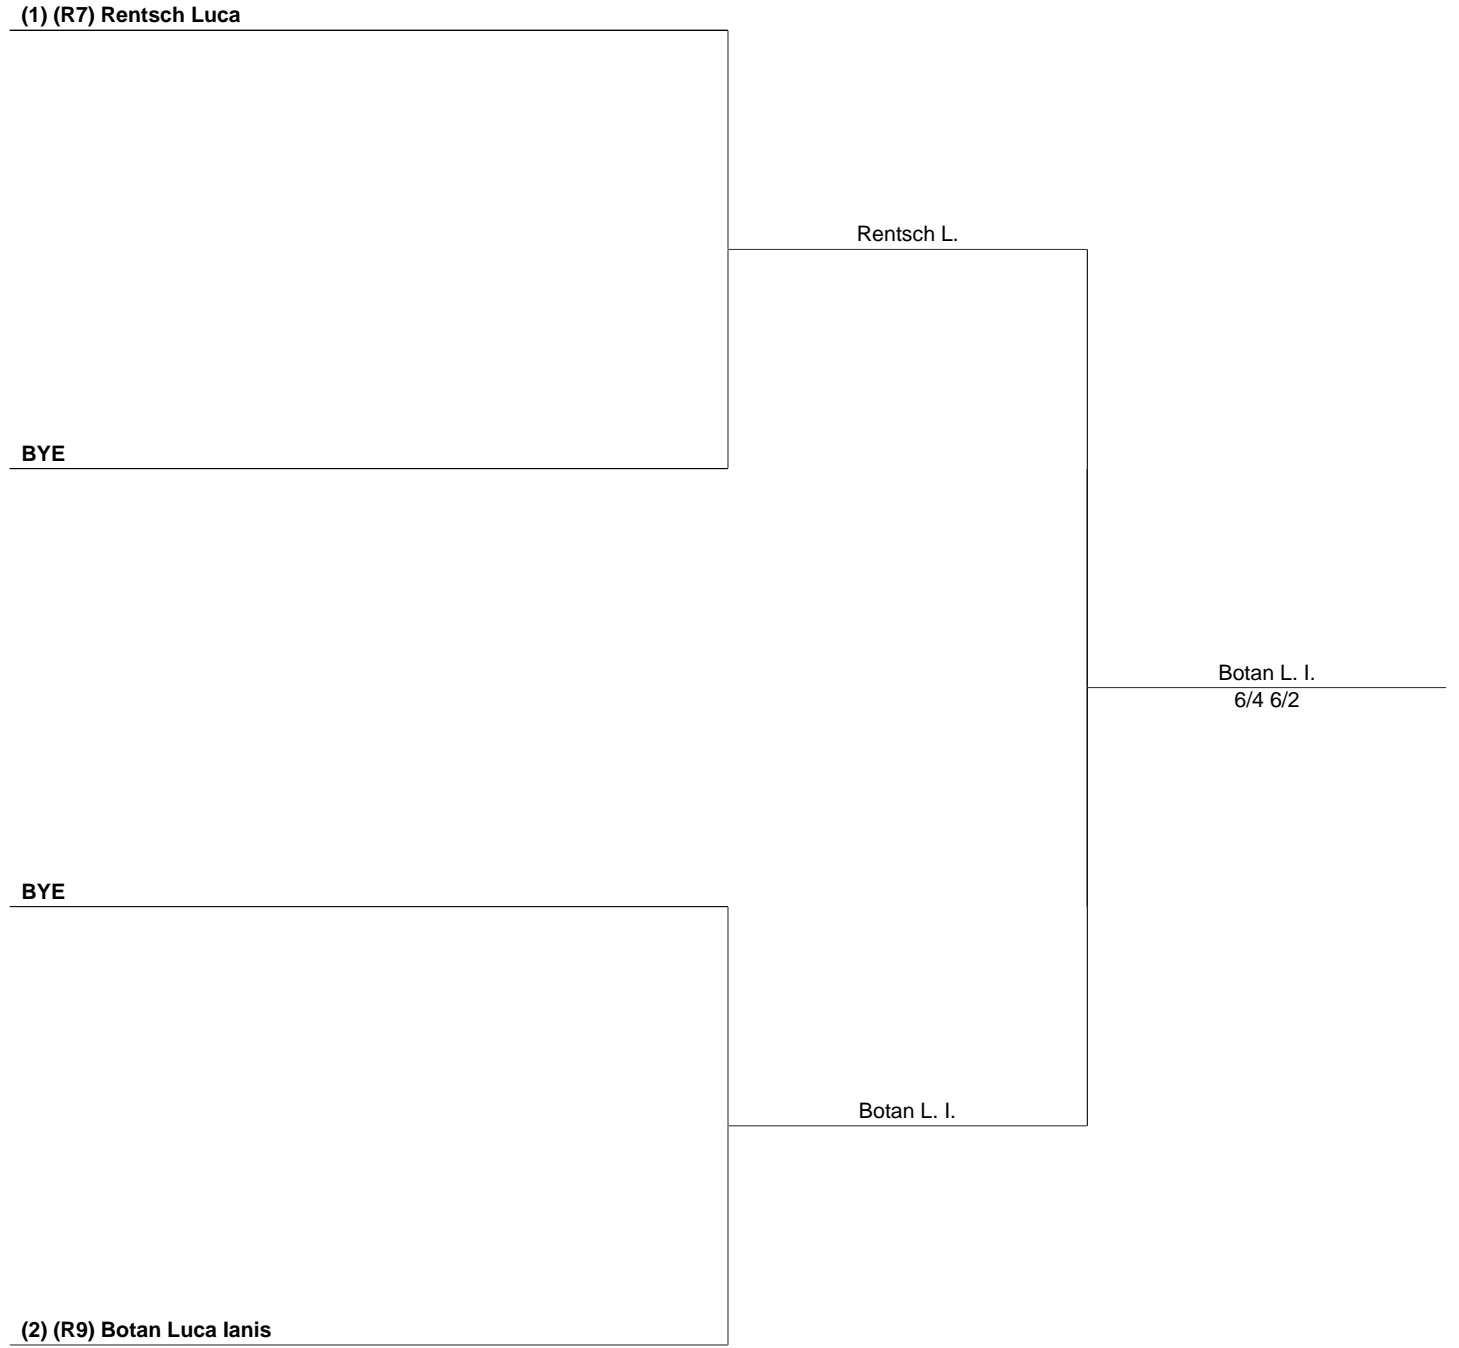 (1) (R7) Rentsch Luca
Rentsch L.
BYE
Botan L. I.
6/4 6/2
BYE
Botan L. I.
(2) (R9) Botan Luca Ianis